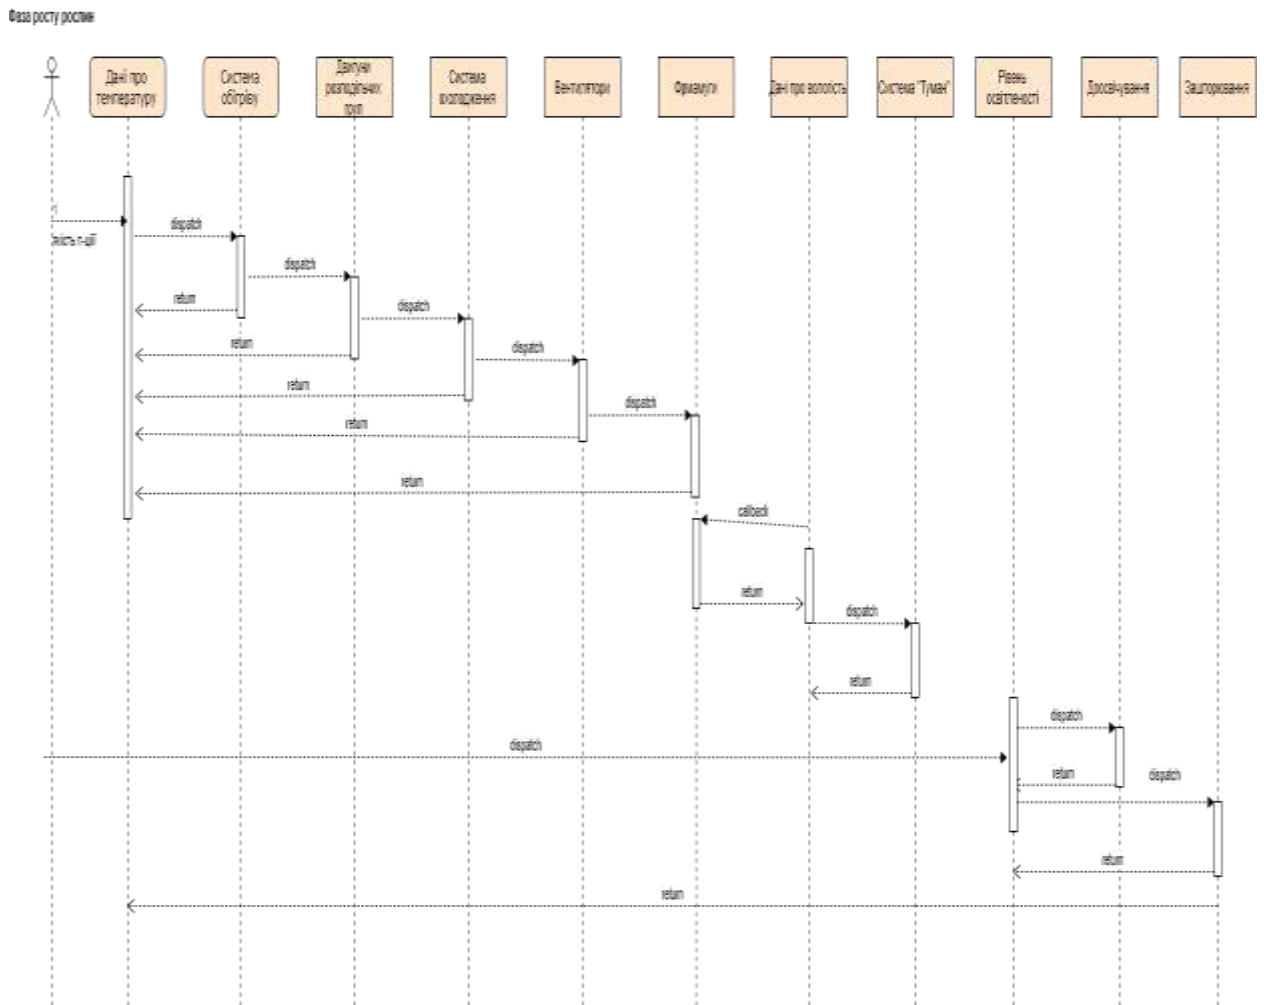 Фаза росту рослин
Дані про
температуру
Система
обігріву
Двигуни
розподільчих
груп
Система
охолодження
Вентилятори
Фрамуги
Дані про вологість
Система "Туман"
Рівень
освітленості
Досвічування
Зашторювання
dispatch
dispatch
return
dispatch
return
dispatch
return
dispatch
return
return
callback
return
dispatch
return
dispatch
dispatch
return
dispatch
return
return